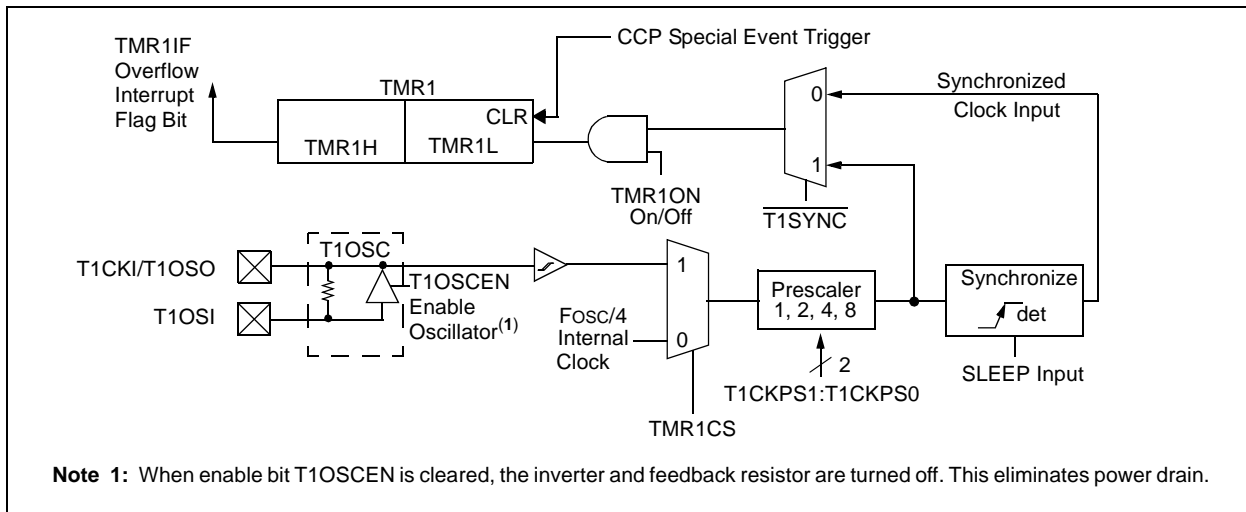 TMR1IF
Overflow
Interrupt
Flag Bit
TMR1
CCP Special Event Trigger
CLR
TMR1H
TMR1L
TMR1ON
On/Off
0
1
T1SYNC
Synchronized
Clock Input
T1CKI/T1OSO
T1OSI
T1OSC
T1OSCEN
Enable
Oscillator(1)
FOSC/4
Internal
Clock
1
0
TMR1CS
Prescaler
1, 2, 4, 8
2
T1CKPS1:T1CKPS0
Synchronize
det
SLEEP Input
Note 1: When enable bit T1OSCEN is cleared, the inverter and feedback resistor are turned off. This eliminates power drain.